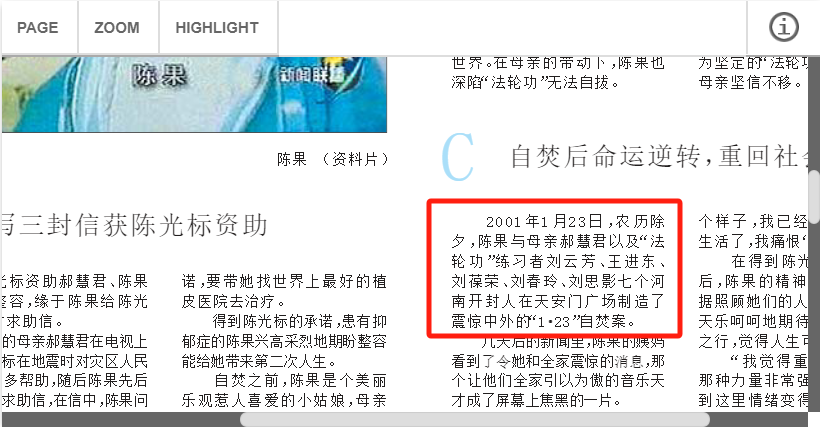 PAGE
ZOOM
HIGHLIGHT
陈果
新闻联播
陈果 （资料片）
写三封信获陈光标资助
光标资助郝慧君、陈果
整容,缘于陈果给陈光
求助信。
的母亲郝慧君在电视上
标在地震时对灾区人民
多帮助,随后陈果先后
求助信,在信中,陈果问
诺,要带她找世界上最好的植
皮医院去治疗。
得到陈光标的承诺,患有抑
郁症的陈果兴高采烈地期盼整容
能给她带来第二次人生。
自焚之前,陈果是个美丽
乐观惹人喜爱的小姑娘,母亲
世界。在母亲的带动下,陈果也
深陷“法轮功”无法自拔。
为坚定的“法轮功
母亲坚信不移。
C
自焚后命运逆转,重回社会
2001年1月23日,农历除
夕,陈果与母亲郝慧君以及“法
轮功”练习者刘云芳、王进东、
刘葆荣、刘春玲、刘思影七个河
南开封人在天安门广场制造了
震惊中外的“1·23”自焚案。
几天后的新闻里,陈果的姨妈
看到了令她和全家震惊的消息,那
个让他们全家引以为傲的音乐天
才成了屏幕上焦黑的一片。
个样子,我已经
生活了,我痛恨“
在得到陈光
后,陈果的精神
据照顾她们的人
天乐呵呵地期待
之行,觉得人生可
“我觉得重
那种力量非常强
到这里情绪变得